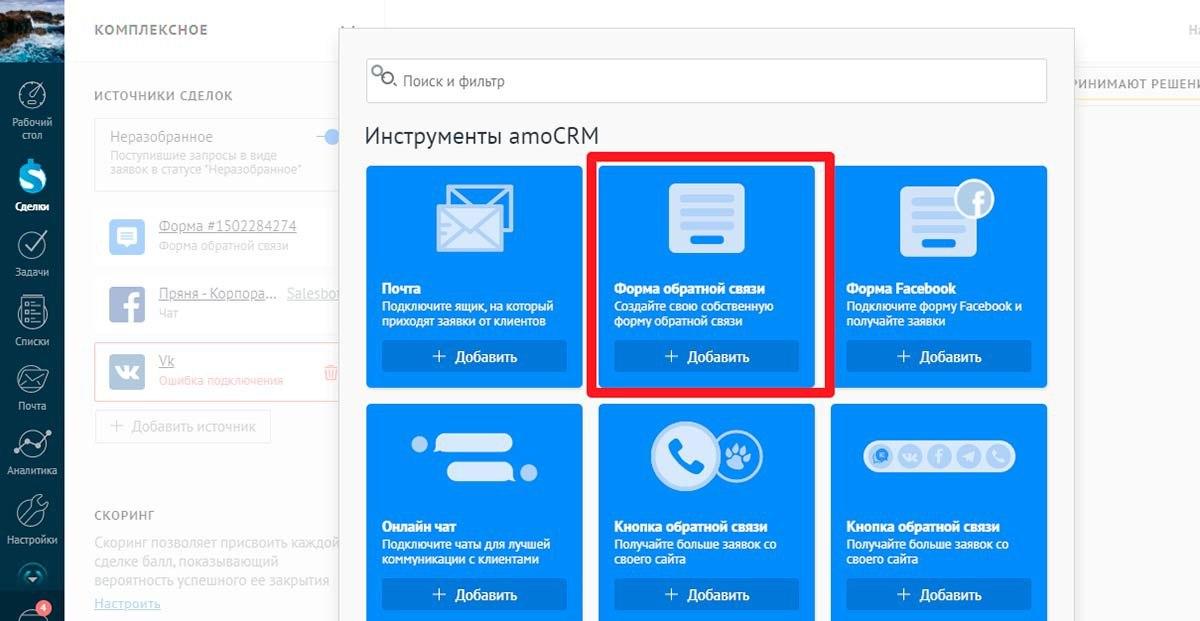 Рабочий
стол
Сделки
Задачи
Списки
Почта
Аналитика
Настройки
4
КОМПЛЕКСНОЕ
ИСТОЧНИКИ СДЕЛОК
Неразобранное
Поступившие запросы в виде
заявок в статусе "Неразобранное"
Форма #1502284274
Форма обратной связи
Пряня - Корпора... Salesbot
Чат
Vk
Ошибка подключения
+ Добавить источник
СКОРИНГ
Скоринг позволяет присвоить каждой
сделке балл, показывающий
вероятность успешного ее закрытия
Настроить
Поиск и фильтр
Инструменты amoCRM
Почта
Подключите ящик, на который
приходят заявки от клиентов
+ Добавить
Форма обратной связи
Создайте свою собственную
форму обратной связи
+ Добавить
Форма Facebook
Подключите форму Facebook и
получайте заявки
+ Добавить
Онлайн чат
Подключите чаты для лучшей
коммуникации с клиентами
+ Добавить
Кнопка обратной связи
Получайте больше заявок со
своего сайта
+ Добавить
Кнопка обратной связи
Получайте больше заявок со
своего сайта
+ Добавить
На
РИНИМАЮТ РЕШЕНИ